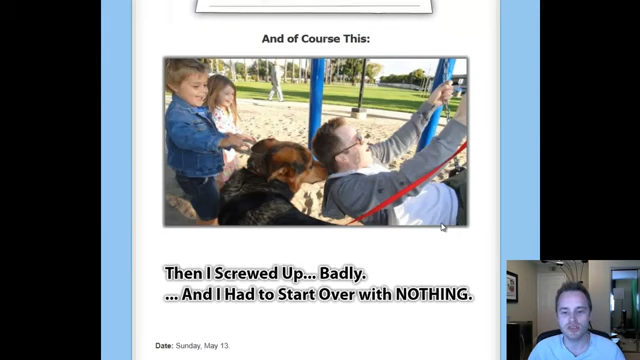 And of Course This:
Then I Screwed Up... Badly.
... And I Had to Start Over with NOTHING.
Date: Sunday, May 13.